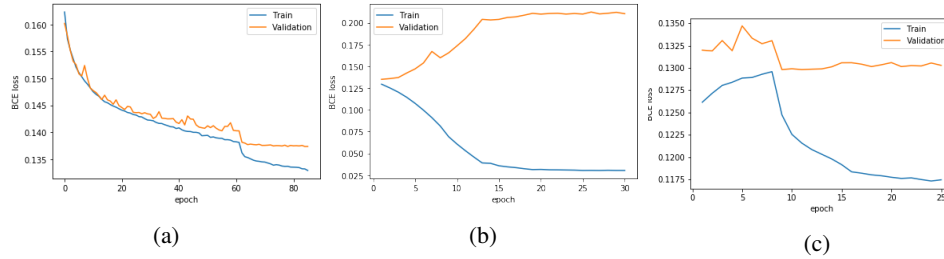 Train
Validation
BCE loss
0.160
0.155
0.150
0.145
0.140
0.135
0 20 40 60 80
epoch
(a)
Train
Validation
BCE loss
0.200
0.175
0.150
0.125
0.100
0.075
0.050
0.025
0 5 10 15 20 25 30
epoch
(b)
Train
Validation
BCE loss
0.1350
0.1325
0.1300
0.1275
0.1250
0.1225
0.1200
0.1175
0 5 10 15 20 25
epoch
(c)